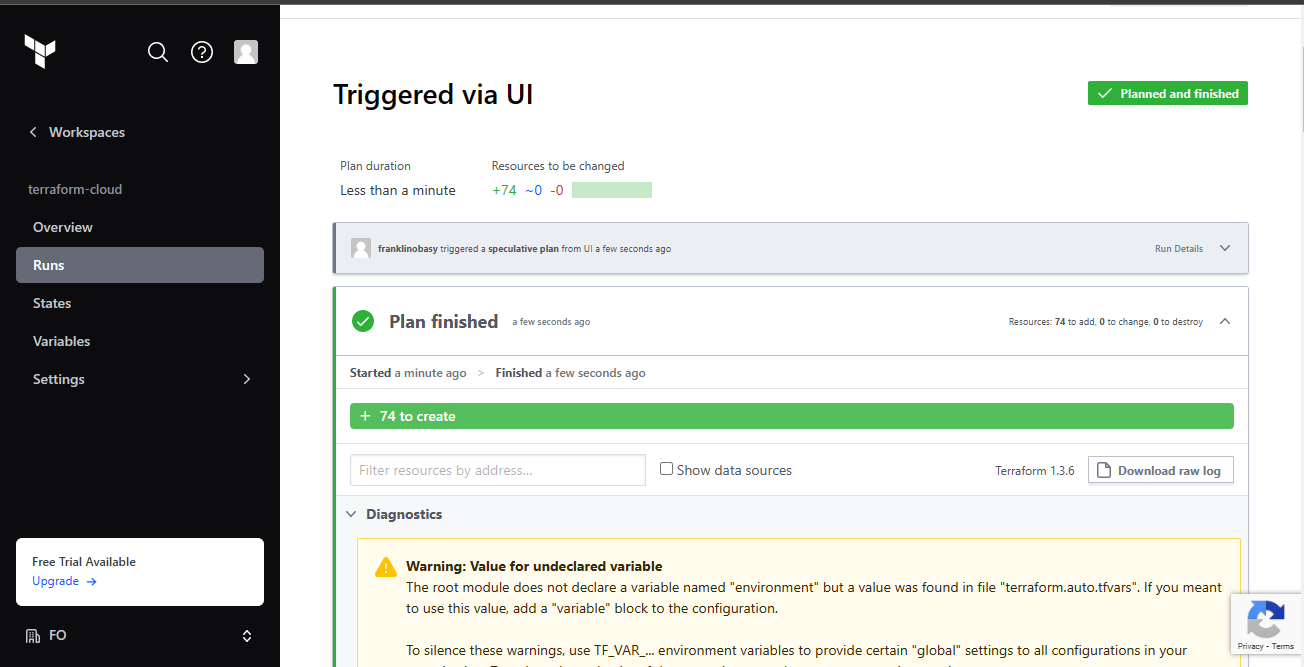 Workspaces
terraform-cloud
Overview
Runs
States
Variables
Settings
Free Trial Available
Upgrade →
FO
Triggered via UI
Planned and finished
Plan duration
Resources to be changed
Less than a minute
+74 ~0 -0
franklinobasy triggered a speculative plan from UI a few seconds ago
Run Details
Plan finished
a few seconds ago
Resources: 74 to add, 0 to change, 0 to destroy
Started a minute ago > Finished a few seconds ago
+ 74 to create
Filter resources by address...
Show data sources
Terraform 1.3.6
Download raw log
Diagnostics
Warning: Value for undeclared variable
The root module does not declare a variable named "environment" but a value was found in file "terraform.auto.tfvars". If you meant
to use this value, add a "variable" block to the configuration.
To silence these warnings, use TF_VAR_... environment variables to provide certain "global" settings to all configurations in your
Privacy - Terms